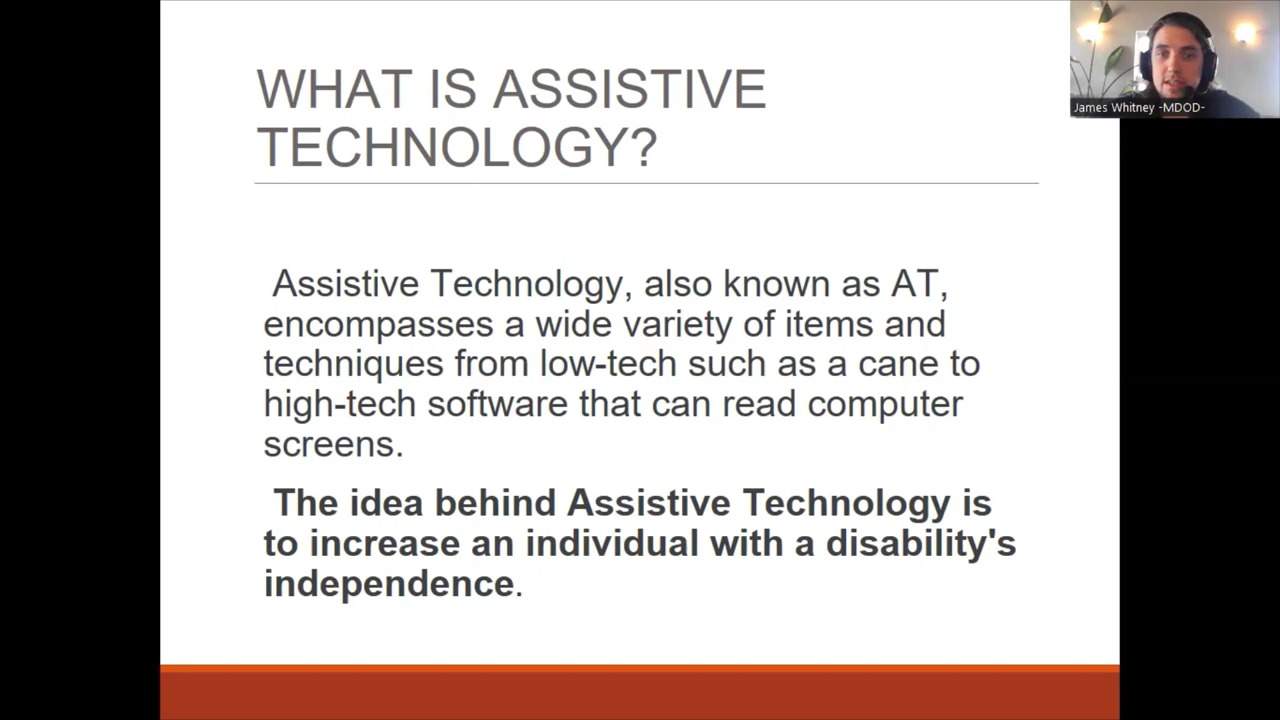 WHAT IS ASSISTIVE
TECHNOLOGY?
James Whitney -MDOD-
Assistive Technology, also known as AT,
encompasses a wide variety of items and
techniques from low-tech such as a cane to
high-tech software that can read computer
screens.
The idea behind Assistive Technology is
to increase an individual with a disability's
independence.